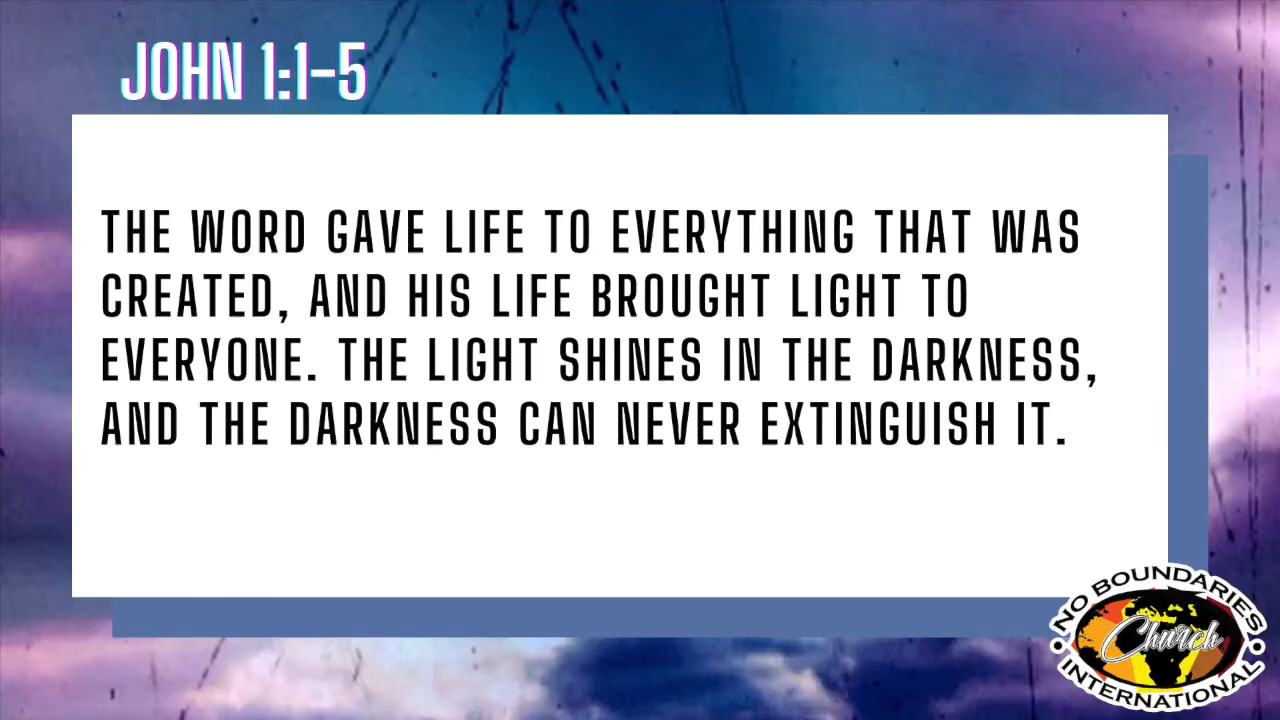 JOHN 1:1-5
THE WORD GAVE LIFE TO EVERYTHING THAT WAS
CREATED, AND HIS LIFE BROUGHT LIGHT TO
EVERYONE. THE LIGHT SHINES IN THE DARKNESS,
AND THE DARKNESS CAN NEVER EXTINGUISH IT.
NO BOUNDARIES
Church
INTERNATIONAL